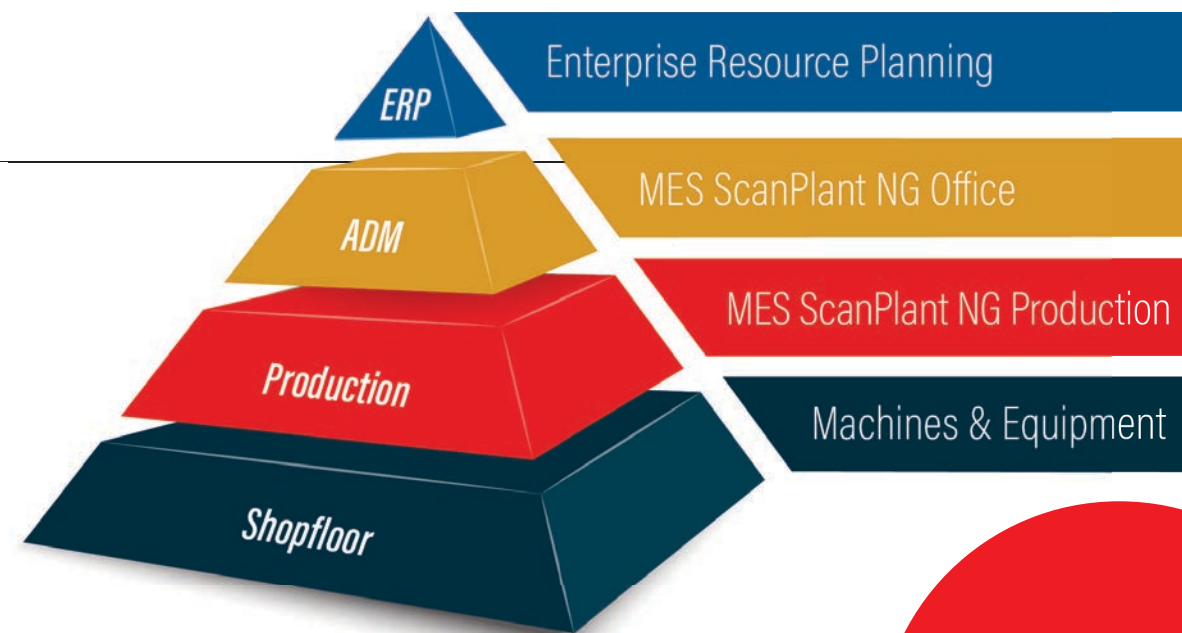 ERP
Enterprise Resource Planning
ADM
MES ScanPlant NG Office
Production
MES ScanPlant NG Production
Shopfloor
Machines & Equipment